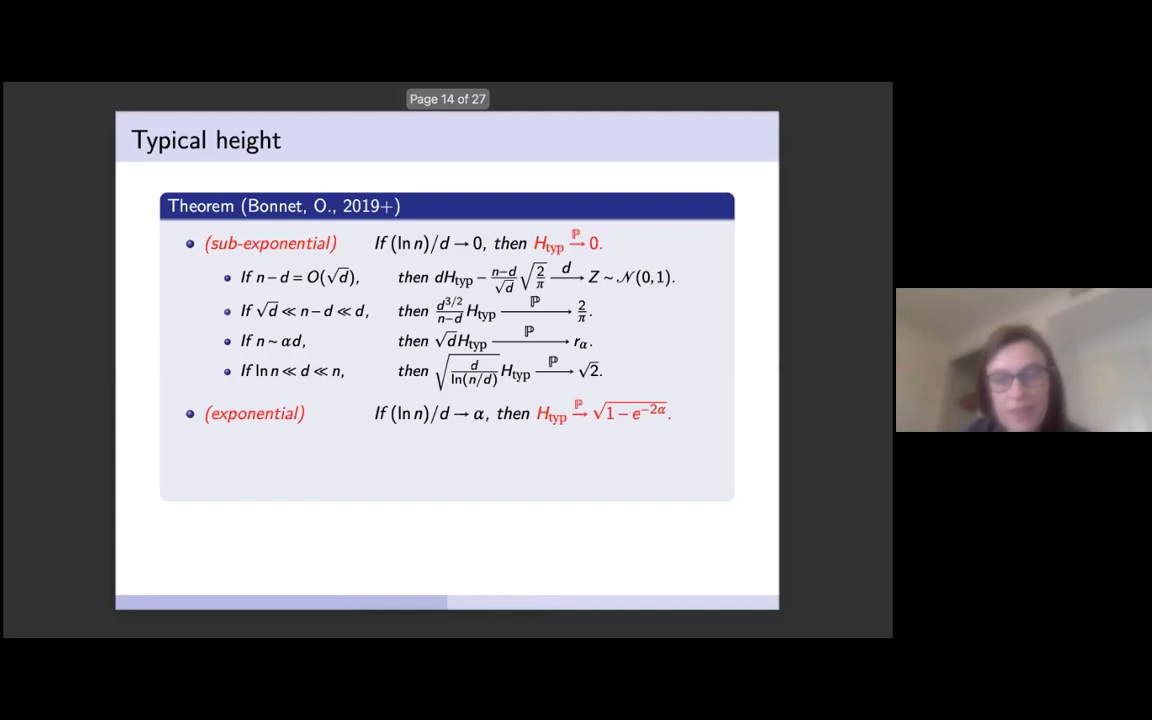 Page 14 of 27
Typical height
Theorem (Bonnet, O., 2019+)
• (sub-exponential) If (ln n)/d → 0, then H_typ →^ℙ 0.
• If n − d = O(√d), then dH_typ − (n−d)/√d √(2/π) →^d Z ~ 𝒩(0,1).
• If √d ≪ n − d ≪ d, then d^{3/2}/(n−d) H_typ →^ℙ 2/π.
• If n ~ αd, then √d H_typ →^ℙ r_α.
• If ln n ≪ d ≪ n, then √(d/ln(n/d)) H_typ →^ℙ √2.
• (exponential) If (ln n)/d → α, then H_typ →^ℙ √(1 − e^{−2α}).